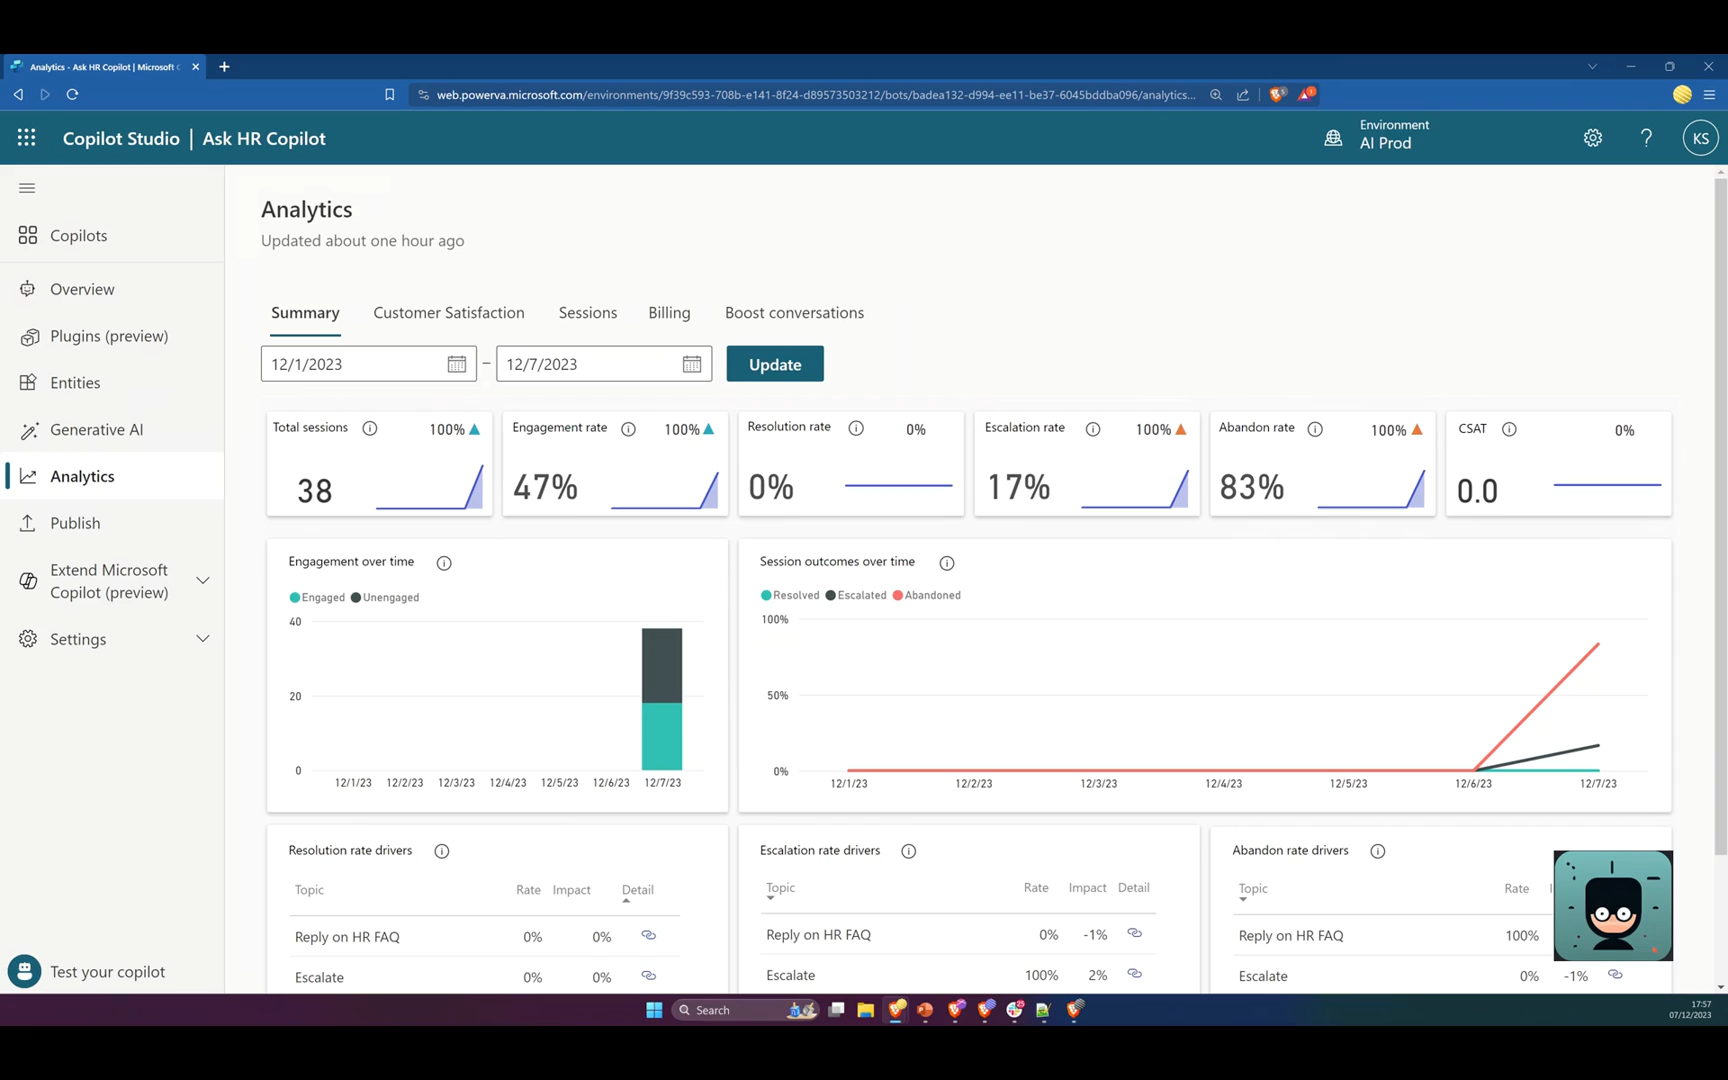 Analytics - Ask HR Copilot | Microsoft C
web.powerva.microsoft.com/environments/9f39c593-708b-e141-8f24-d89573503212/bots/badea132-d994-ee11-be37-6045bddba096/analytics...
Copilot Studio | Ask HR Copilot
Environment
AI Prod
KS
Copilots
Overview
Plugins (preview)
Entities
Generative AI
Analytics
Publish
Extend Microsoft
Copilot (preview)
Settings
Test your copilot
Analytics
Updated about one hour ago
Summary Customer Satisfaction Sessions Billing Boost conversations
12/1/2023 – 12/7/2023 Update
Total sessions 100%
38
Engagement rate 100%
47%
Resolution rate 0%
0%
Escalation rate 100%
17%
Abandon rate 100%
83%
CSAT 0%
0.0
Engagement over time
Engaged Unengaged
40
20
0
12/1/23 12/2/23 12/3/23 12/4/23 12/5/23 12/6/23 12/7/23
Session outcomes over time
Resolved Escalated Abandoned
100%
50%
0%
12/1/23 12/2/23 12/3/23 12/4/23 12/5/23 12/6/23 12/7/23
Resolution rate drivers
Topic Rate Impact Detail
Reply on HR FAQ 0% 0%
Escalate 0% 0%
Escalation rate drivers
Topic Rate Impact Detail
Reply on HR FAQ 0% -1%
Escalate 100% 2%
Abandon rate drivers
Topic Rate
Reply on HR FAQ 100%
Escalate 0% -1%
Search
17:57
07/12/2023